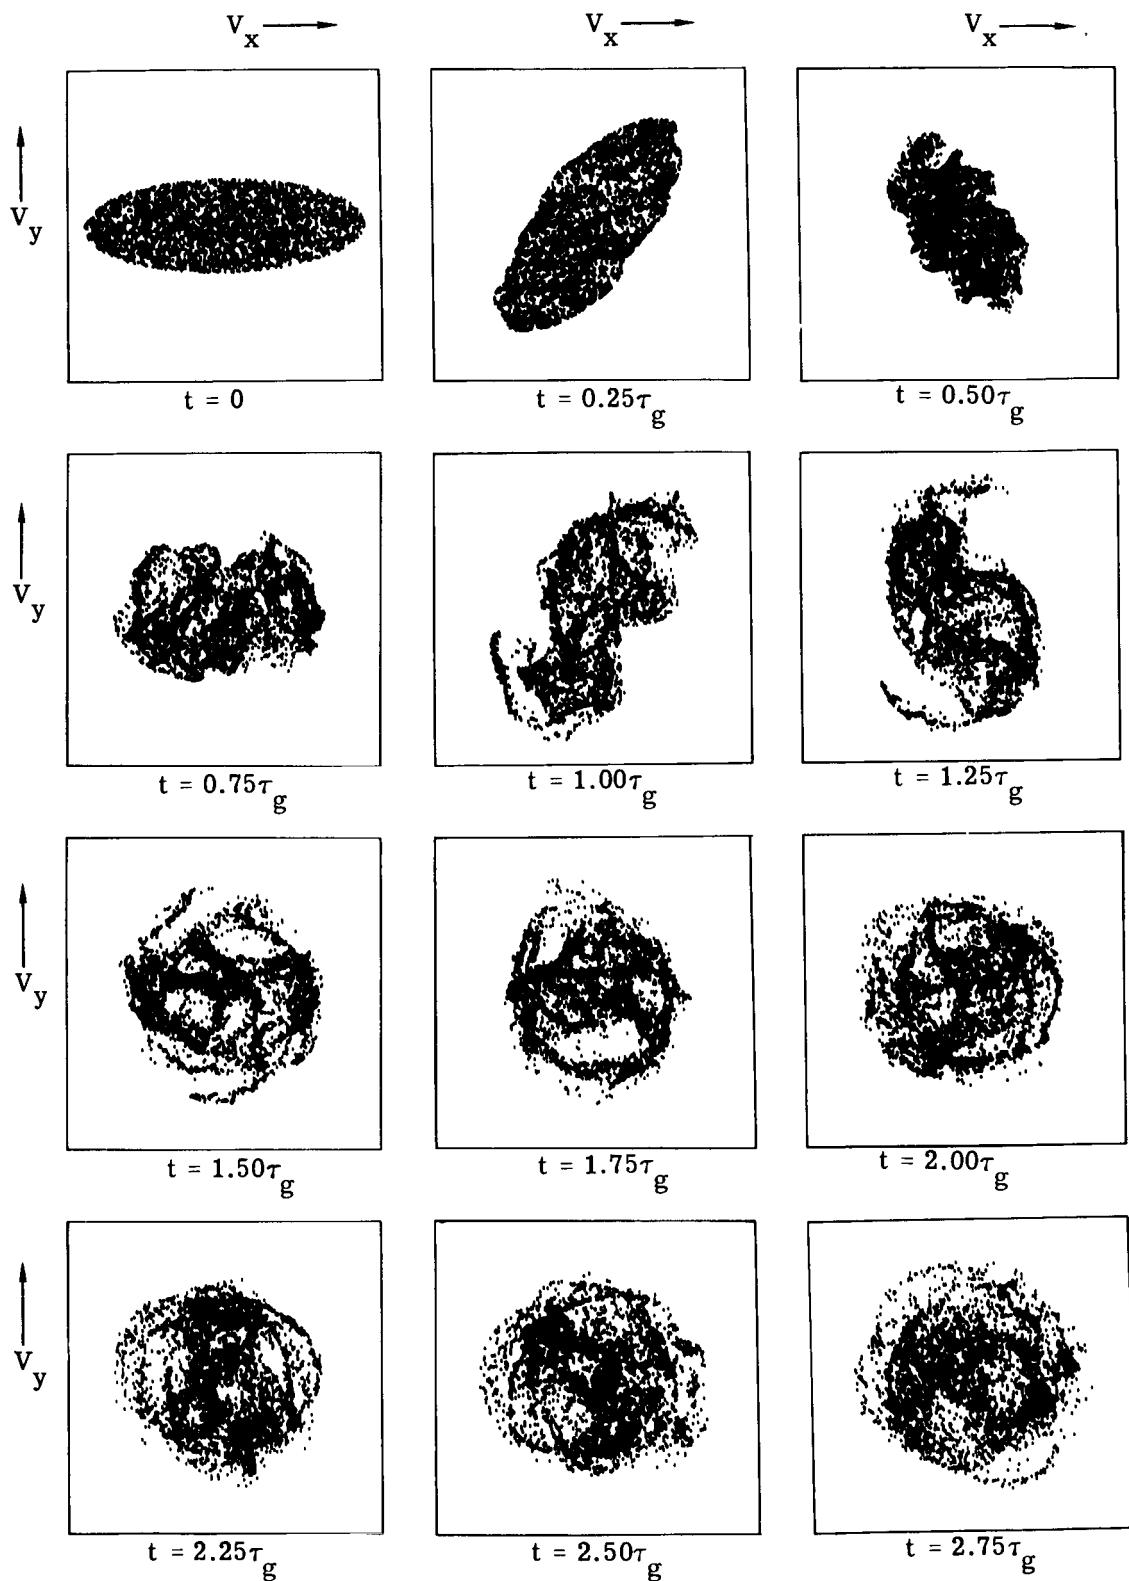 V_x V_x V_x
V_y
t = 0 t = 0.25τ_g t = 0.50τ_g
V_y
t = 0.75τ_g t = 1.00τ_g t = 1.25τ_g
V_y
t = 1.50τ_g t = 1.75τ_g t = 2.00τ_g
V_y
t = 2.25τ_g t = 2.50τ_g t = 2.75τ_g